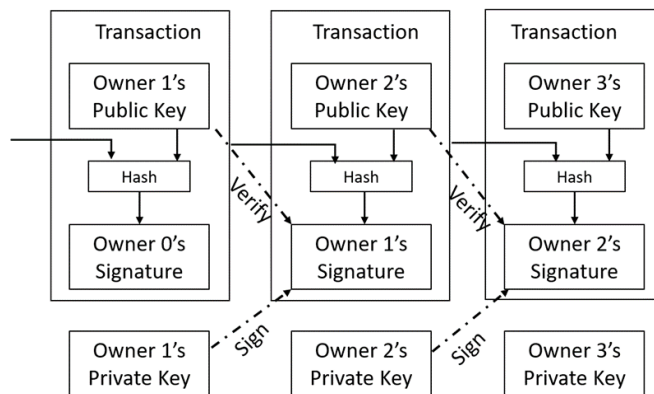 Transaction
Transaction
Transaction
Owner 1's
Public Key
Owner 2's
Public Key
Owner 3's
Public Key
Hash
Hash
Hash
Verify
Verify
Owner 0's
Signature
Owner 1's
Signature
Owner 2's
Signature
Sign
Sign
Owner 1's
Private Key
Owner 2's
Private Key
Owner 3's
Private Key